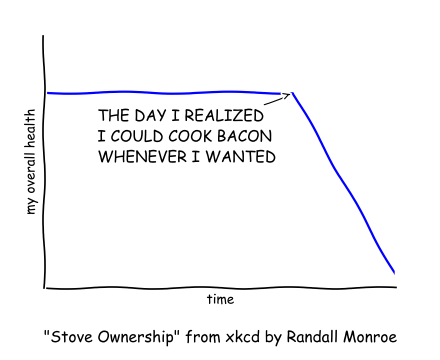 my overall health
THE DAY I REALIZED
I COULD COOK BACON
WHENEVER I WANTED
time
"Stove Ownership" from xkcd by Randall Monroe